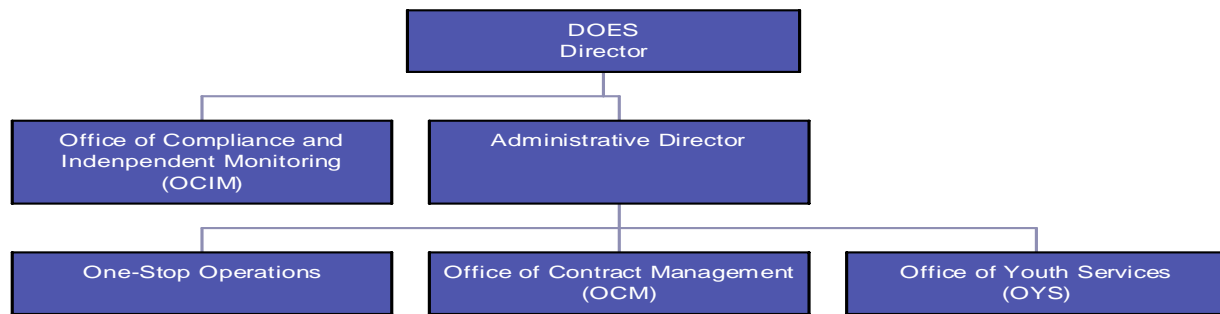 DOES
Director
Office of Compliance and
Indenpendent Monitoring
(OCIM)
Administrative Director
One-Stop Operations
Office of Contract Management
(OCM)
Office of Youth Services
(OYS)